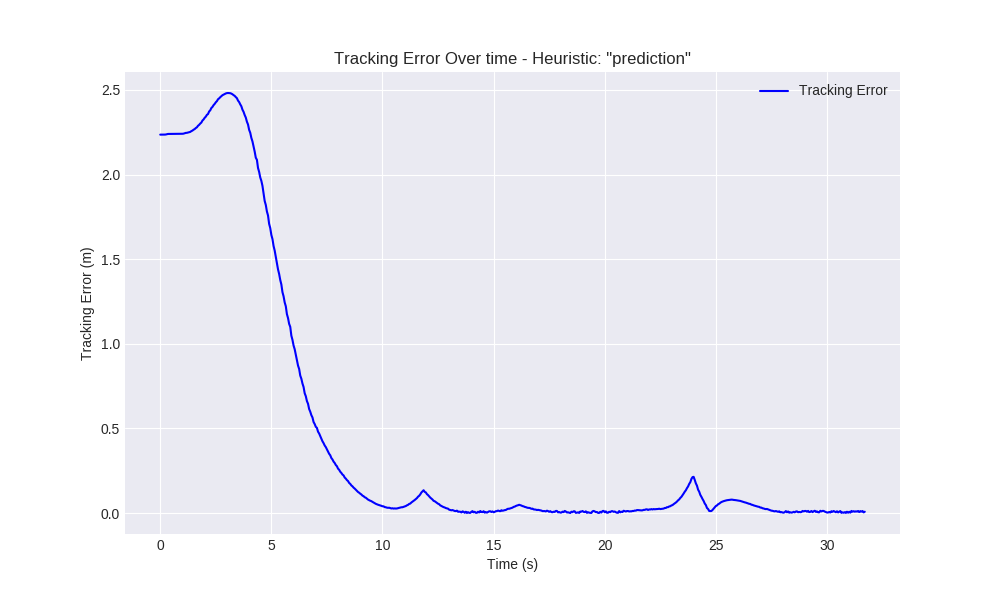 Tracking Error Over time - Heuristic: "prediction"
Tracking Error
2.5
2.0
1.5
1.0
0.5
0.0
Tracking Error (m)
0 5 10 15 20 25 30
Time (s)